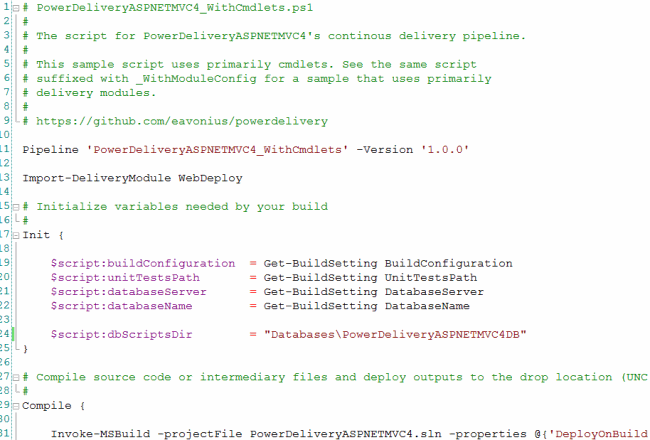 1 # PowerDeliveryASPNETMVC4_WithCmdlets.ps1
2 #
3 # The script for PowerDeliveryASPNETMVC4's continous delivery pipeline.
4 #
5 # This sample script uses primarily cmdlets. See the same script
6 # suffixed with _WithModuleConfig for a sample that uses primarily
7 # delivery modules.
8 #
9 # https://github.com/eavonius/powerdelivery
10
11 Pipeline 'PowerDeliveryASPNETMVC4_WithCmdlets' -Version '1.0.0'
12
13 Import-DeliveryModule WebDeploy
14
15 # Initialize variables needed by your build
16 #
17 Init {
18
19 $script:buildConfiguration = Get-BuildSetting BuildConfiguration
20 $script:unitTestsPath = Get-BuildSetting UnitTestsPath
21 $script:databaseServer = Get-BuildSetting DatabaseServer
22 $script:databaseName = Get-BuildSetting DatabaseName
23
24 $script:dbScriptsDir = "Databases\PowerDeliveryASPNETMVC4DB"
25 }
26
27 # Compile source code or intermediary files and deploy outputs to the drop location (UNC
28 #
29 Compile {
30
31 Invoke-MSBuild -projectFile PowerDeliveryASPNETMVC4.sln -properties @{'DeployOnBuild